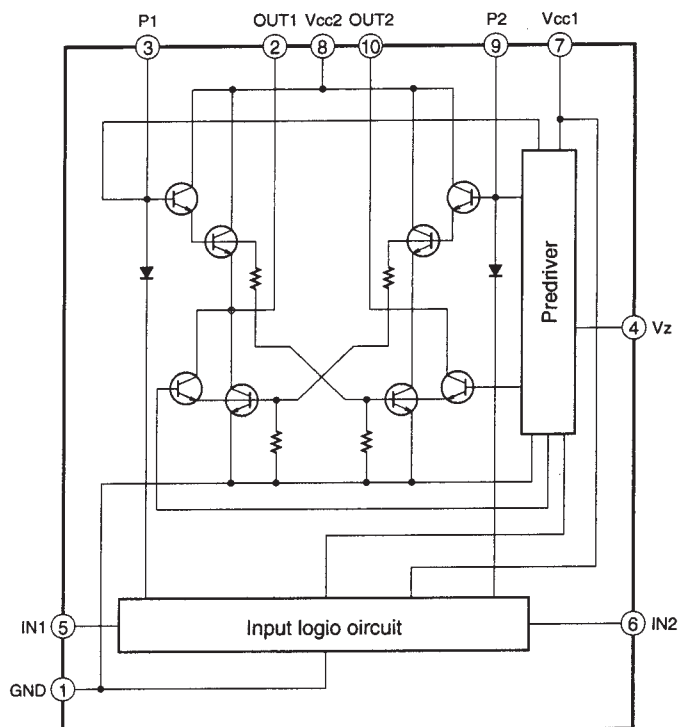 P1 OUT1 Vcc2 OUT2 P2 Vcc1
3 2 8 10 9 7
Predriver
4 Vz
IN1 5
Input logio oircuit
6 IN2
GND 1